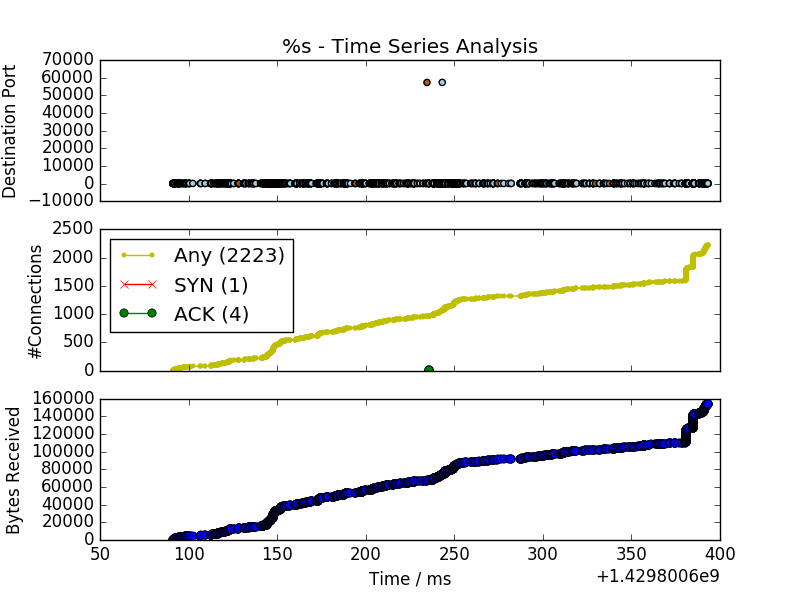 %s - Time Series Analysis
70000
60000
50000
40000
30000
20000
10000
0
−10000
Destination Port
2500
2000
1500
1000
500
0
#Connections
Any (2223)
SYN (1)
ACK (4)
160000
140000
120000
100000
80000
60000
40000
20000
0
Bytes Received
50 100 150 200 250 300 350 400
Time / ms
+1.4298006e9